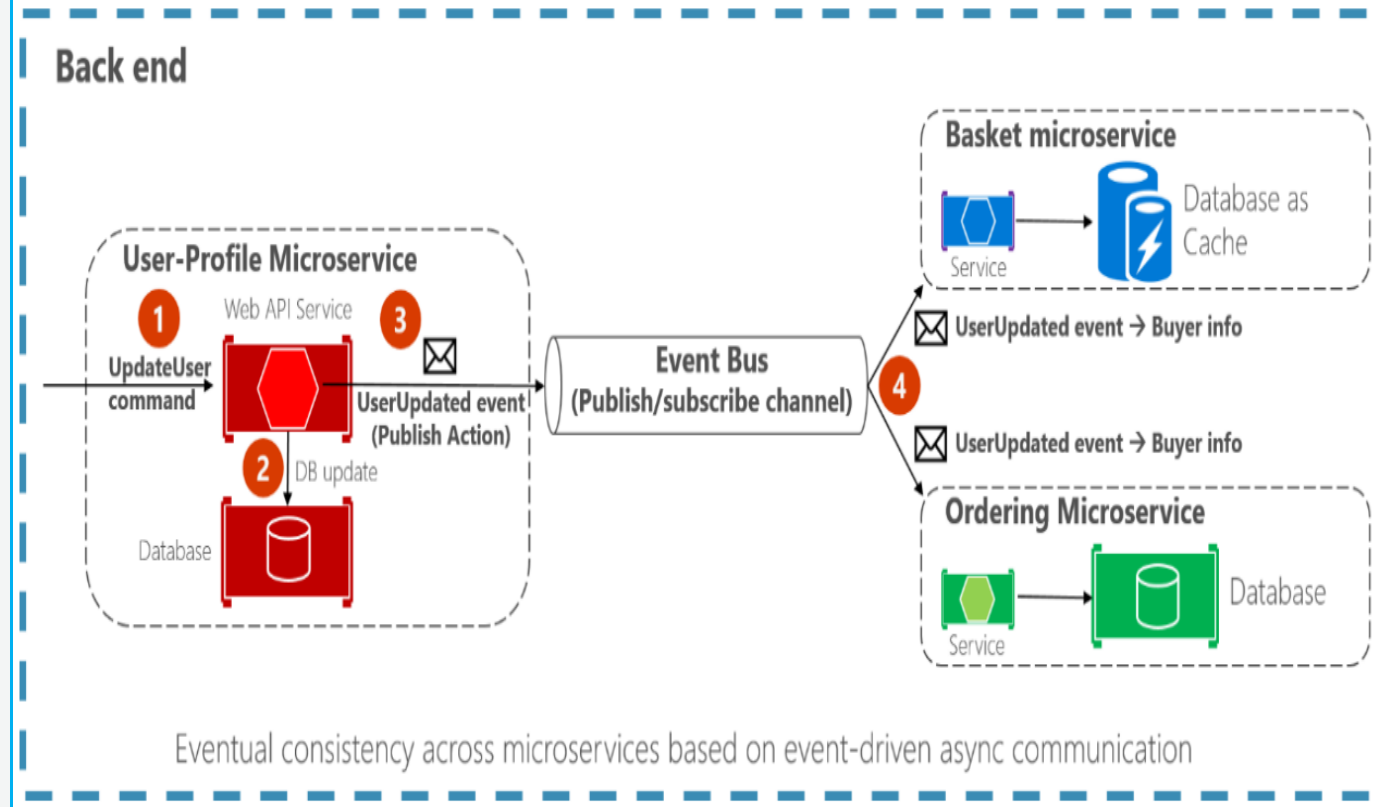 Back end
User-Profile Microservice
1
Web API Service
3
UpdateUser
command
UserUpdated event
(Publish Action)
2
DB update
Database
Event Bus
(Publish/subscribe channel)
4
Basket microservice
Service
Database as
Cache
UserUpdated event → Buyer info
UserUpdated event → Buyer info
Ordering Microservice
Service
Database
Eventual consistency across microservices based on event-driven async communication